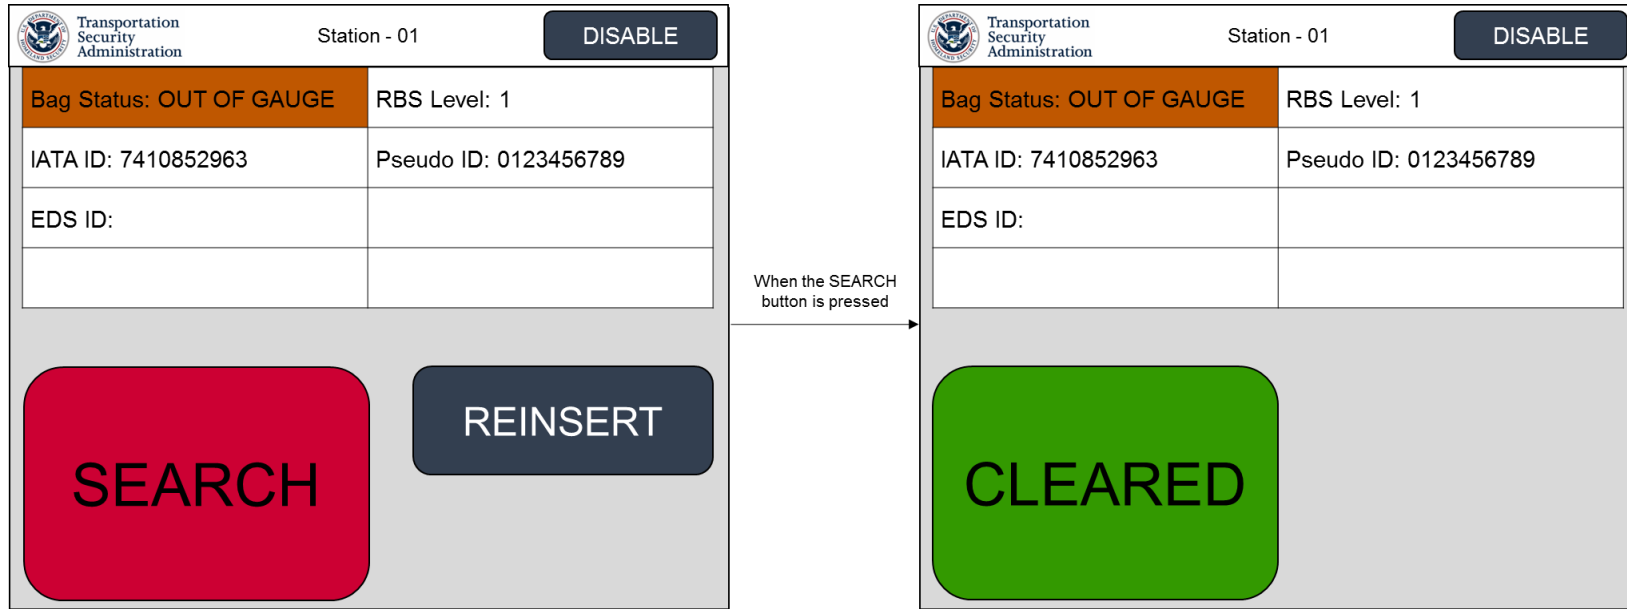 Transportation
Security
Administration
Station - 01
DISABLE
Bag Status: OUT OF GAUGE
RBS Level: 1
IATA ID: 7410852963
Pseudo ID: 0123456789
EDS ID:
SEARCH
REINSERT
When the SEARCH
button is pressed
Transportation
Security
Administration
Station - 01
DISABLE
Bag Status: OUT OF GAUGE
RBS Level: 1
IATA ID: 7410852963
Pseudo ID: 0123456789
EDS ID:
CLEARED